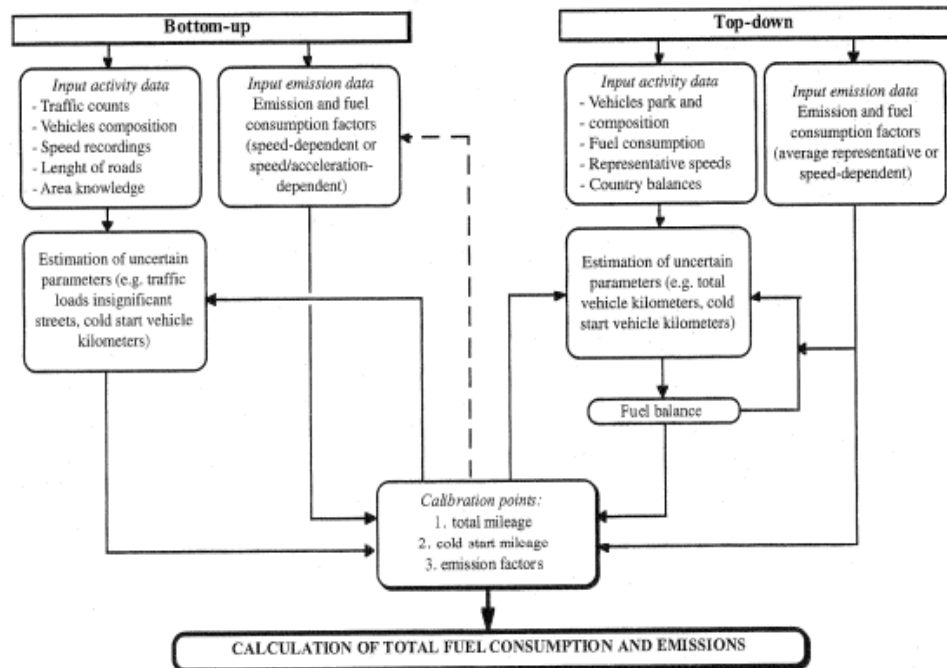 Bottom-up
Top-down
Input activity data
- Traffic counts
- Vehicles composition
- Speed recordings
- Lenght of roads
- Area knowledge
Input emission data
Emission and fuel
consumption factors
(speed-dependent or
speed/acceleration-
dependent)
Input activity data
- Vehicles park and
composition
- Fuel consumption
- Representative speeds
- Country balances
Input emission data
Emission and fuel
consumption factors
(average representative or
speed-dependent)
Estimation of uncertain
parameters (e.g. traffic
loads insignificant
streets, cold start vehicle
kilometers)
Estimation of uncertain
parameters (e.g. total
vehicle kilometers, cold
start vehicle kilometers)
Fuel balance
Calibration points:
1. total mileage
2. cold start mileage
3. emission factors
CALCULATION OF TOTAL FUEL CONSUMPTION AND EMISSIONS